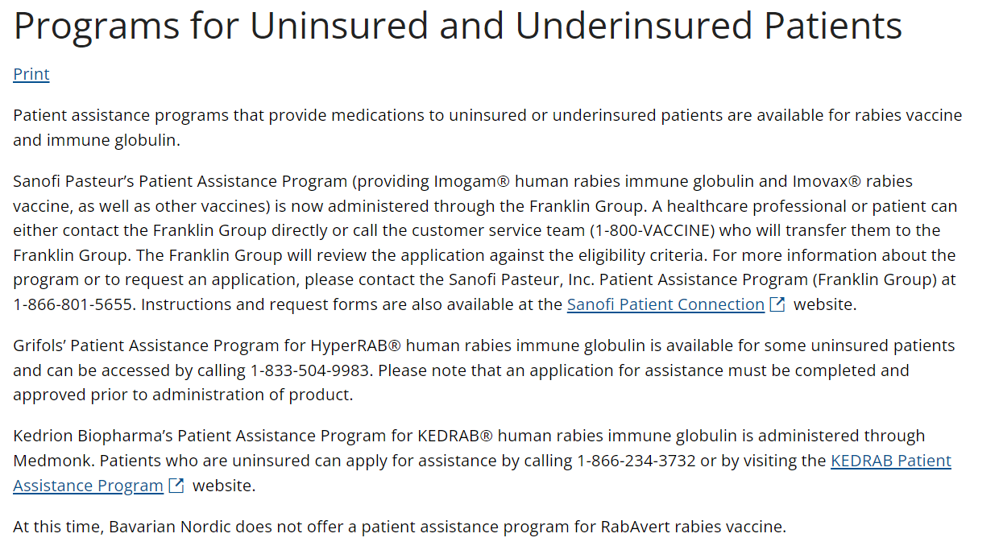 Programs for Uninsured and Underinsured Patients
Print
Patient assistance programs that provide medications to uninsured or underinsured patients are available for rabies vaccine
and immune globulin.
Sanofi Pasteur’s Patient Assistance Program (providing Imogam® human rabies immune globulin and Imovax® rabies
vaccine, as well as other vaccines) is now administered through the Franklin Group. A healthcare professional or patient can
either contact the Franklin Group directly or call the customer service team (1-800-VACCINE) who will transfer them to the
Franklin Group. The Franklin Group will review the application against the eligibility criteria. For more information about the
program or to request an application, please contact the Sanofi Pasteur, Inc. Patient Assistance Program (Franklin Group) at
1-866-801-5655. Instructions and request forms are also available at the Sanofi Patient Connection website.
Grifols’ Patient Assistance Program for HyperRAB® human rabies immune globulin is available for some uninsured patients
and can be accessed by calling 1-833-504-9983. Please note that an application for assistance must be completed and
approved prior to administration of product.
Kedrion Biopharma’s Patient Assistance Program for KEDRAB® human rabies immune globulin is administered through
Medmonk. Patients who are uninsured can apply for assistance by calling 1-866-234-3732 or by visiting the KEDRAB Patient
Assistance Program website.
At this time, Bavarian Nordic does not offer a patient assistance program for RabAvert rabies vaccine.